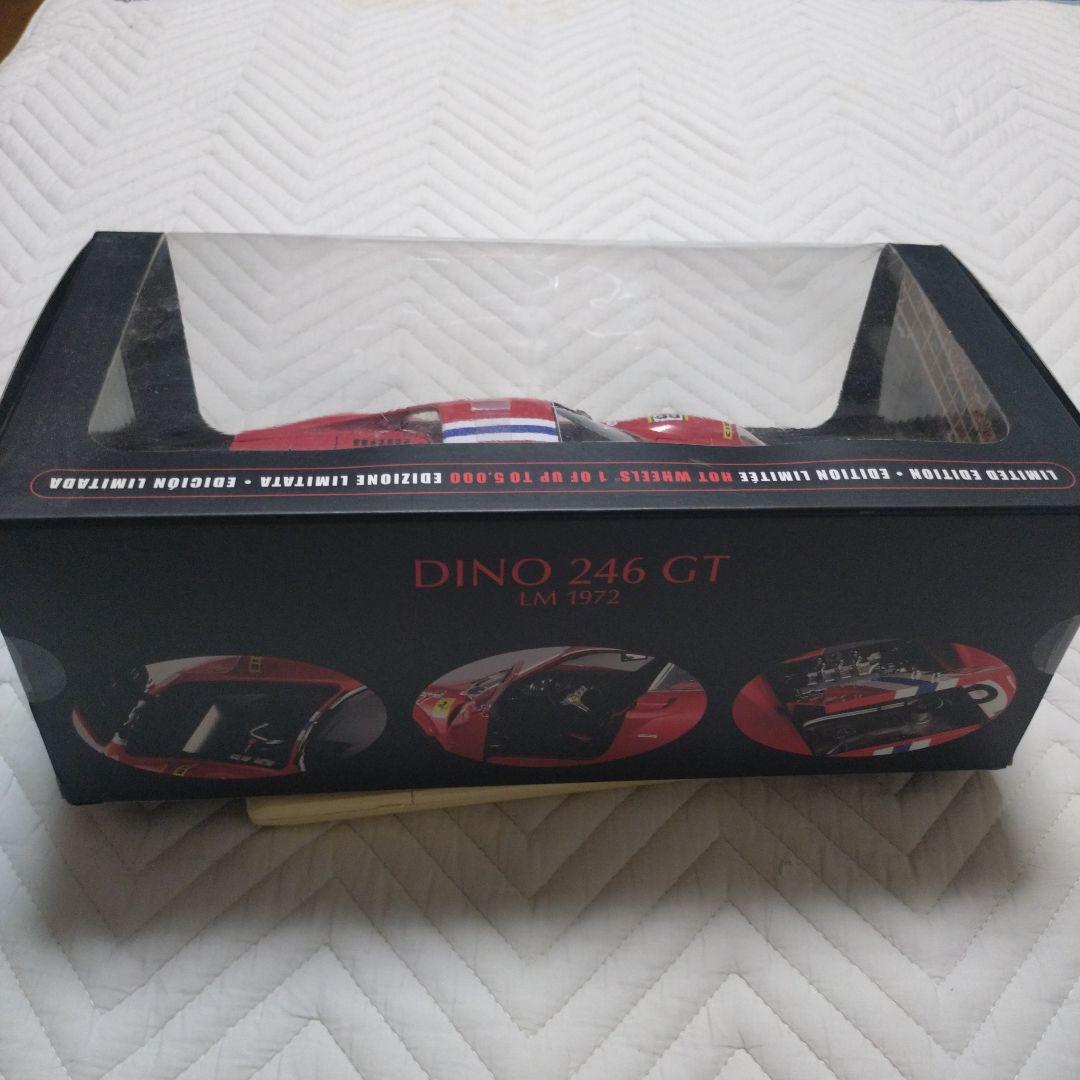 LIMITED EDITION • EDITION LIMITÉE HOT WHEELS® 1 OF UP TO 5.000 EDIZIONE LIMITATA • EDICIÓN LIMITADA
DINO 246 GT
LM 1972